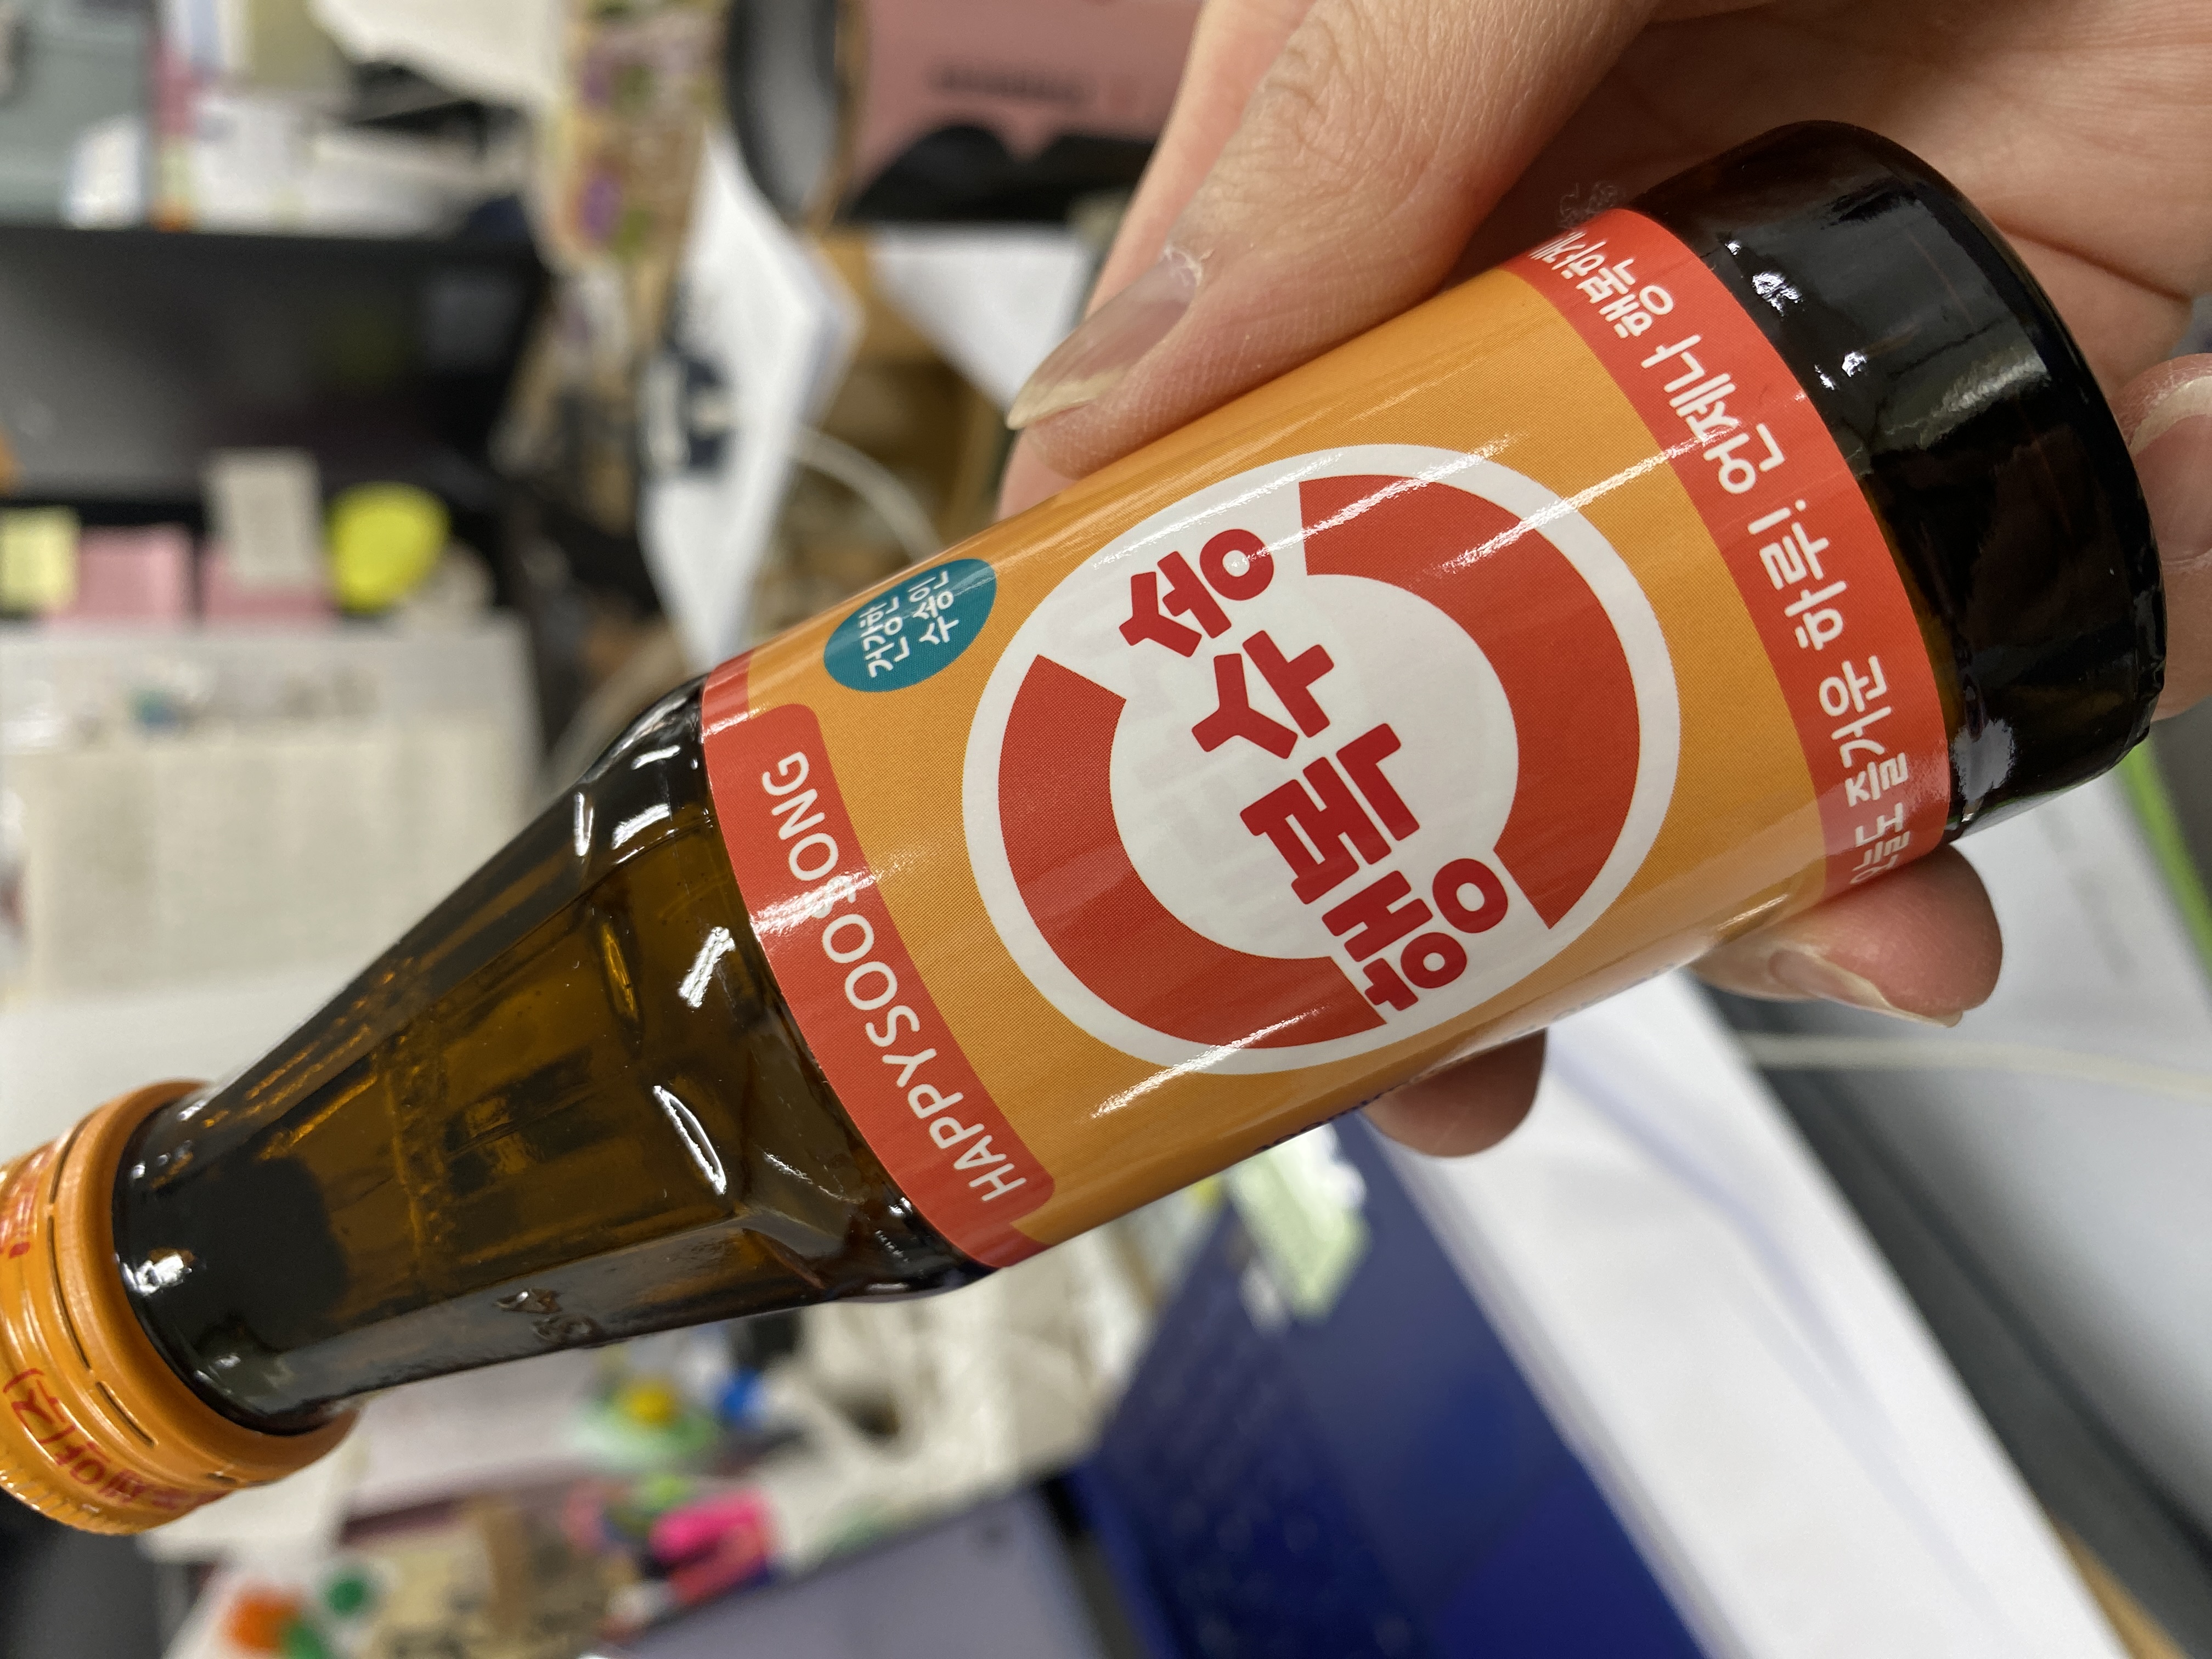 HAPPYSOOSONG
건강한
수송인
행복수송
오늘도 즐거운 하루! 언제나 행복하게